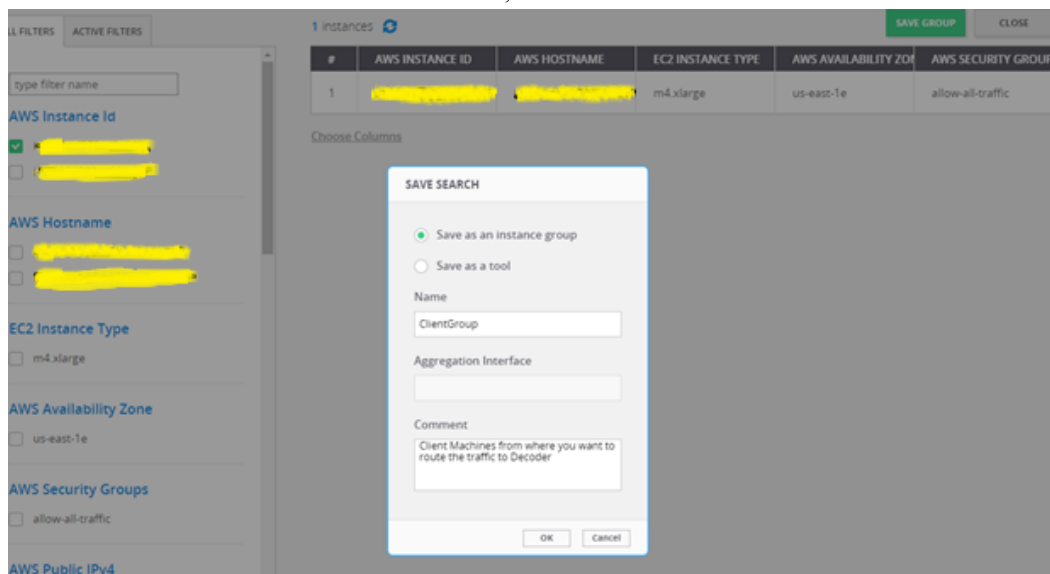 LL FILTERS ACTIVE FILTERS
type filter name
AWS Instance Id
AWS Hostname
EC2 Instance Type
m4.xlarge
AWS Availability Zone
us-east-1e
AWS Security Groups
allow-all-traffic
AWS Public IPv4
1 instances
SAVE GROUP CLOSE
# AWS INSTANCE ID AWS HOSTNAME EC2 INSTANCE TYPE AWS AVAILABILITY ZON AWS SECURITY GROUP
1 m4.xlarge us-east-1e allow-all-traffic
Choose Columns
SAVE SEARCH
Save as an instance group
Save as a tool
Name
ClientGroup
Aggregation Interface
Comment
Client Machines from where you want to
route the traffic to Decoder
OK Cancel